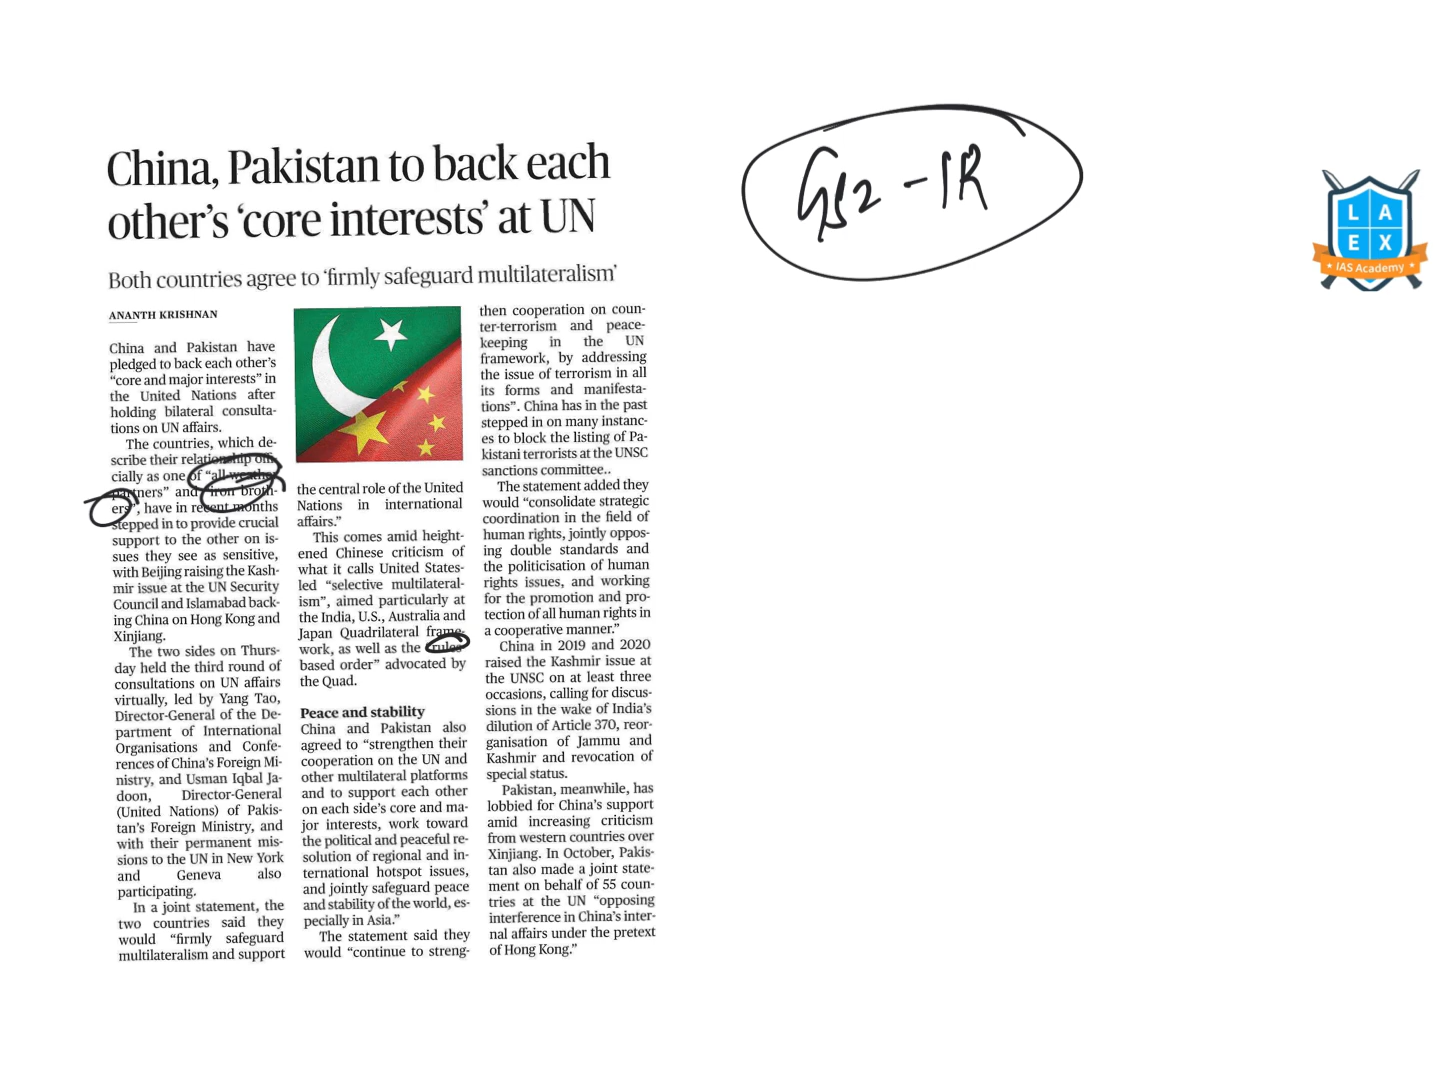 China, Pakistan to back each
other's 'core interests' at UN
Both countries agree to 'firmly safeguard multilateralism'
ANANTH KRISHNAN
China and Pakistan have
pledged to back each other's
"core and major interests" in
the United Nations after
holding bilateral consulta-
tions on UN affairs.
The countries, which de-
scribe their relationship offi-
cially as one of "all-weather
partners" and "iron broth-
ers", have in recent months
stepped in to provide crucial
support to the other on is-
sues they see as sensitive,
with Beijing raising the Kash-
mir issue at the UN Security
Council and Islamabad back-
ing China on Hong Kong and
Xinjiang.
The two sides on Thurs-
day held the third round of
consultations on UN affairs
virtually, led by Yang Tao,
Director-General of the De-
partment of International
Organisations and Confe-
rences of China's Foreign Mi-
nistry, and Usman Iqbal Ja-
doon, Director-General
(United Nations) of Pakis-
tan's Foreign Ministry, and
with their permanent mis-
sions to the UN in New York
and Geneva also
participating.
In a joint statement, the
two countries said they
would "firmly safeguard
multilateralism and support
the central role of the United
Nations in international
affairs."
This comes amid height-
ened Chinese criticism of
what it calls United States-
led "selective multilateral-
ism", aimed particularly at
the India, U.S., Australia and
Japan Quadrilateral frame-
work, as well as the "rules-
based order" advocated by
the Quad.
Peace and stability
China and Pakistan also
agreed to "strengthen their
cooperation on the UN and
other multilateral platforms
and to support each other
on each side's core and ma-
jor interests, work toward
the political and peaceful re-
solution of regional and in-
ternational hotspot issues,
and jointly safeguard peace
and stability of the world, es-
pecially in Asia."
The statement said they
would "continue to streng-
then cooperation on coun-
ter-terrorism and peace-
keeping in the UN
framework, by addressing
the issue of terrorism in all
its forms and manifesta-
tions". China has in the past
stepped in on many instanc-
es to block the listing of Pa-
kistani terrorists at the UNSC
sanctions committee..
The statement added they
would "consolidate strategic
coordination in the field of
human rights, jointly oppos-
ing double standards and
the politicisation of human
rights issues, and working
for the promotion and pro-
tection of all human rights in
a cooperative manner."
China in 2019 and 2020
raised the Kashmir issue at
the UNSC on at least three
occasions, calling for discus-
sions in the wake of India's
dilution of Article 370, reor-
ganisation of Jammu and
Kashmir and revocation of
special status.
Pakistan, meanwhile, has
lobbied for China's support
amid increasing criticism
from western countries over
Xinjiang. In October, Pakis-
tan also made a joint state-
ment on behalf of 55 coun-
tries at the UN "opposing
interference in China's inter-
nal affairs under the pretext
of Hong Kong."
GS2 - IR
L A
E X
IAS Academy